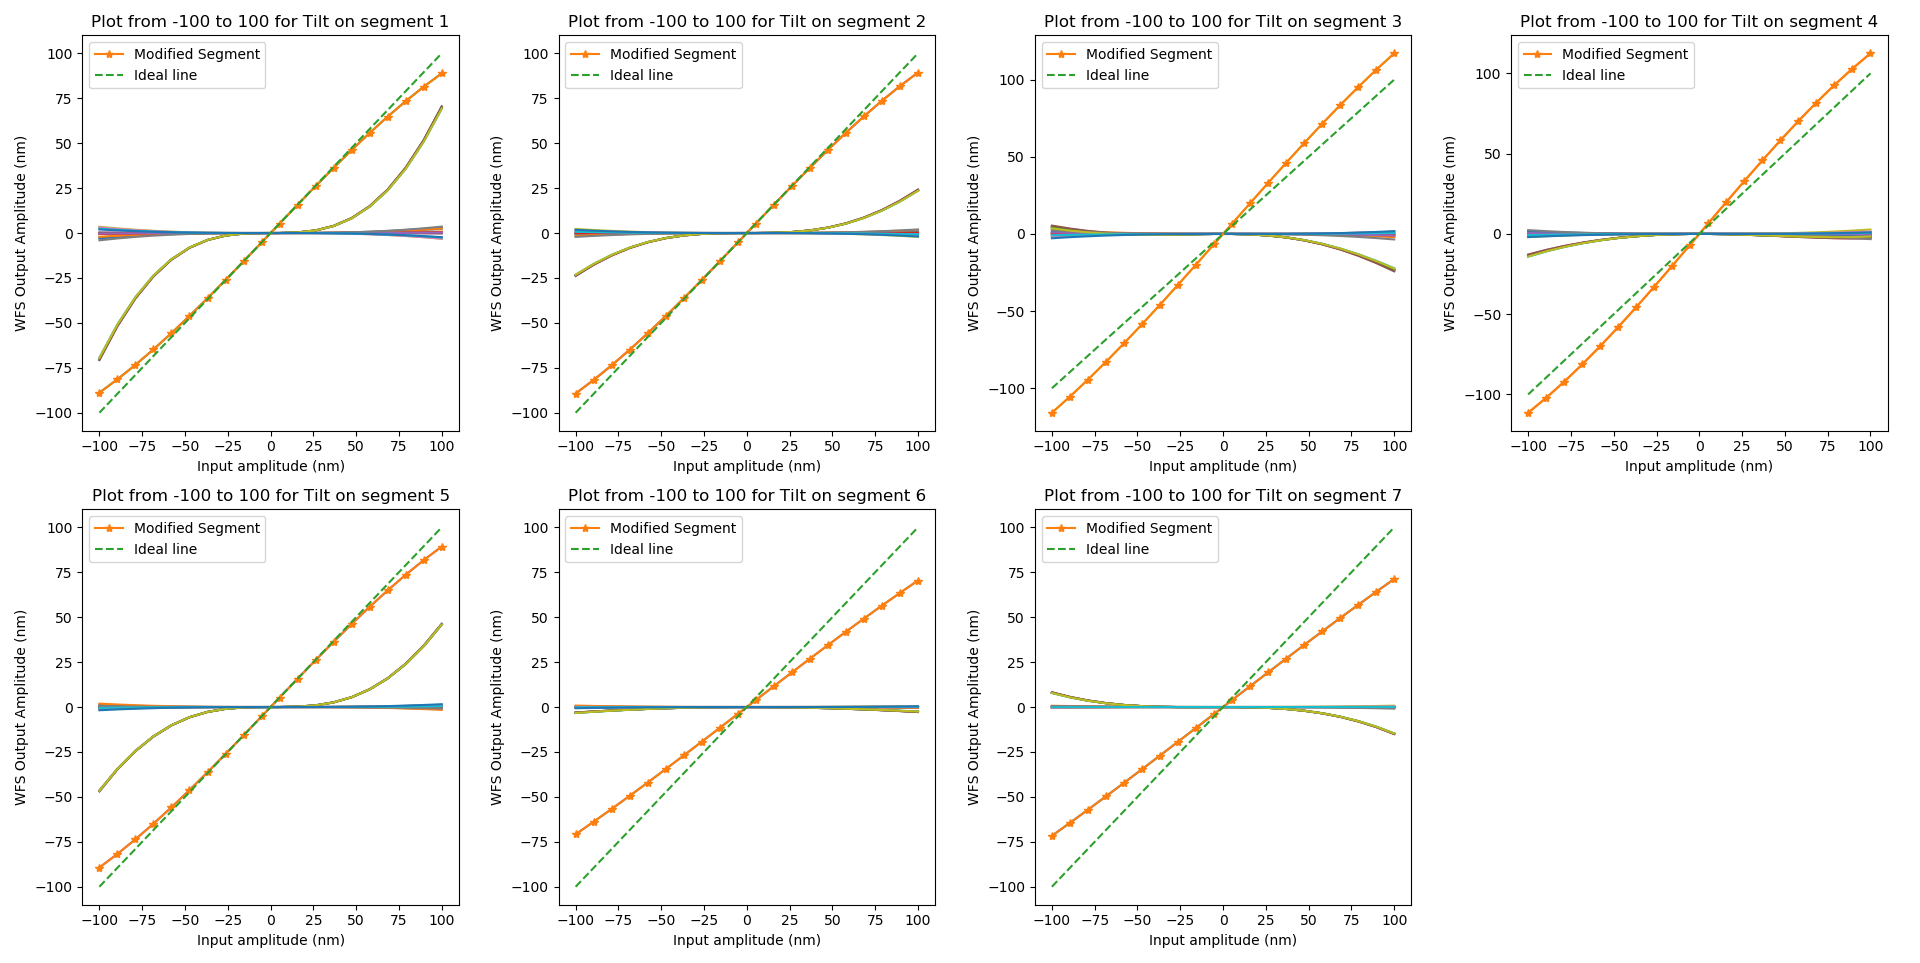 Plot from -100 to 100 for Tilt on segment 1
Modified Segment
Ideal line
WFS Output Amplitude (nm)
100
75
50
25
0
−25
−50
−75
−100
−100 −75 −50 −25 0 25 50 75 100
Input amplitude (nm)
Plot from -100 to 100 for Tilt on segment 2
Modified Segment
Ideal line
WFS Output Amplitude (nm)
100
75
50
25
0
−25
−50
−75
−100
−100 −75 −50 −25 0 25 50 75 100
Input amplitude (nm)
Plot from -100 to 100 for Tilt on segment 3
Modified Segment
Ideal line
WFS Output Amplitude (nm)
100
50
0
−50
−100
−100 −75 −50 −25 0 25 50 75 100
Input amplitude (nm)
Plot from -100 to 100 for Tilt on segment 4
Modified Segment
Ideal line
WFS Output Amplitude (nm)
100
50
0
−50
−100
−100 −75 −50 −25 0 25 50 75 100
Input amplitude (nm)
Plot from -100 to 100 for Tilt on segment 5
Modified Segment
Ideal line
WFS Output Amplitude (nm)
100
75
50
25
0
−25
−50
−75
−100
−100 −75 −50 −25 0 25 50 75 100
Input amplitude (nm)
Plot from -100 to 100 for Tilt on segment 6
Modified Segment
Ideal line
WFS Output Amplitude (nm)
100
75
50
25
0
−25
−50
−75
−100
−100 −75 −50 −25 0 25 50 75 100
Input amplitude (nm)
Plot from -100 to 100 for Tilt on segment 7
Modified Segment
Ideal line
WFS Output Amplitude (nm)
100
75
50
25
0
−25
−50
−75
−100
−100 −75 −50 −25 0 25 50 75 100
Input amplitude (nm)